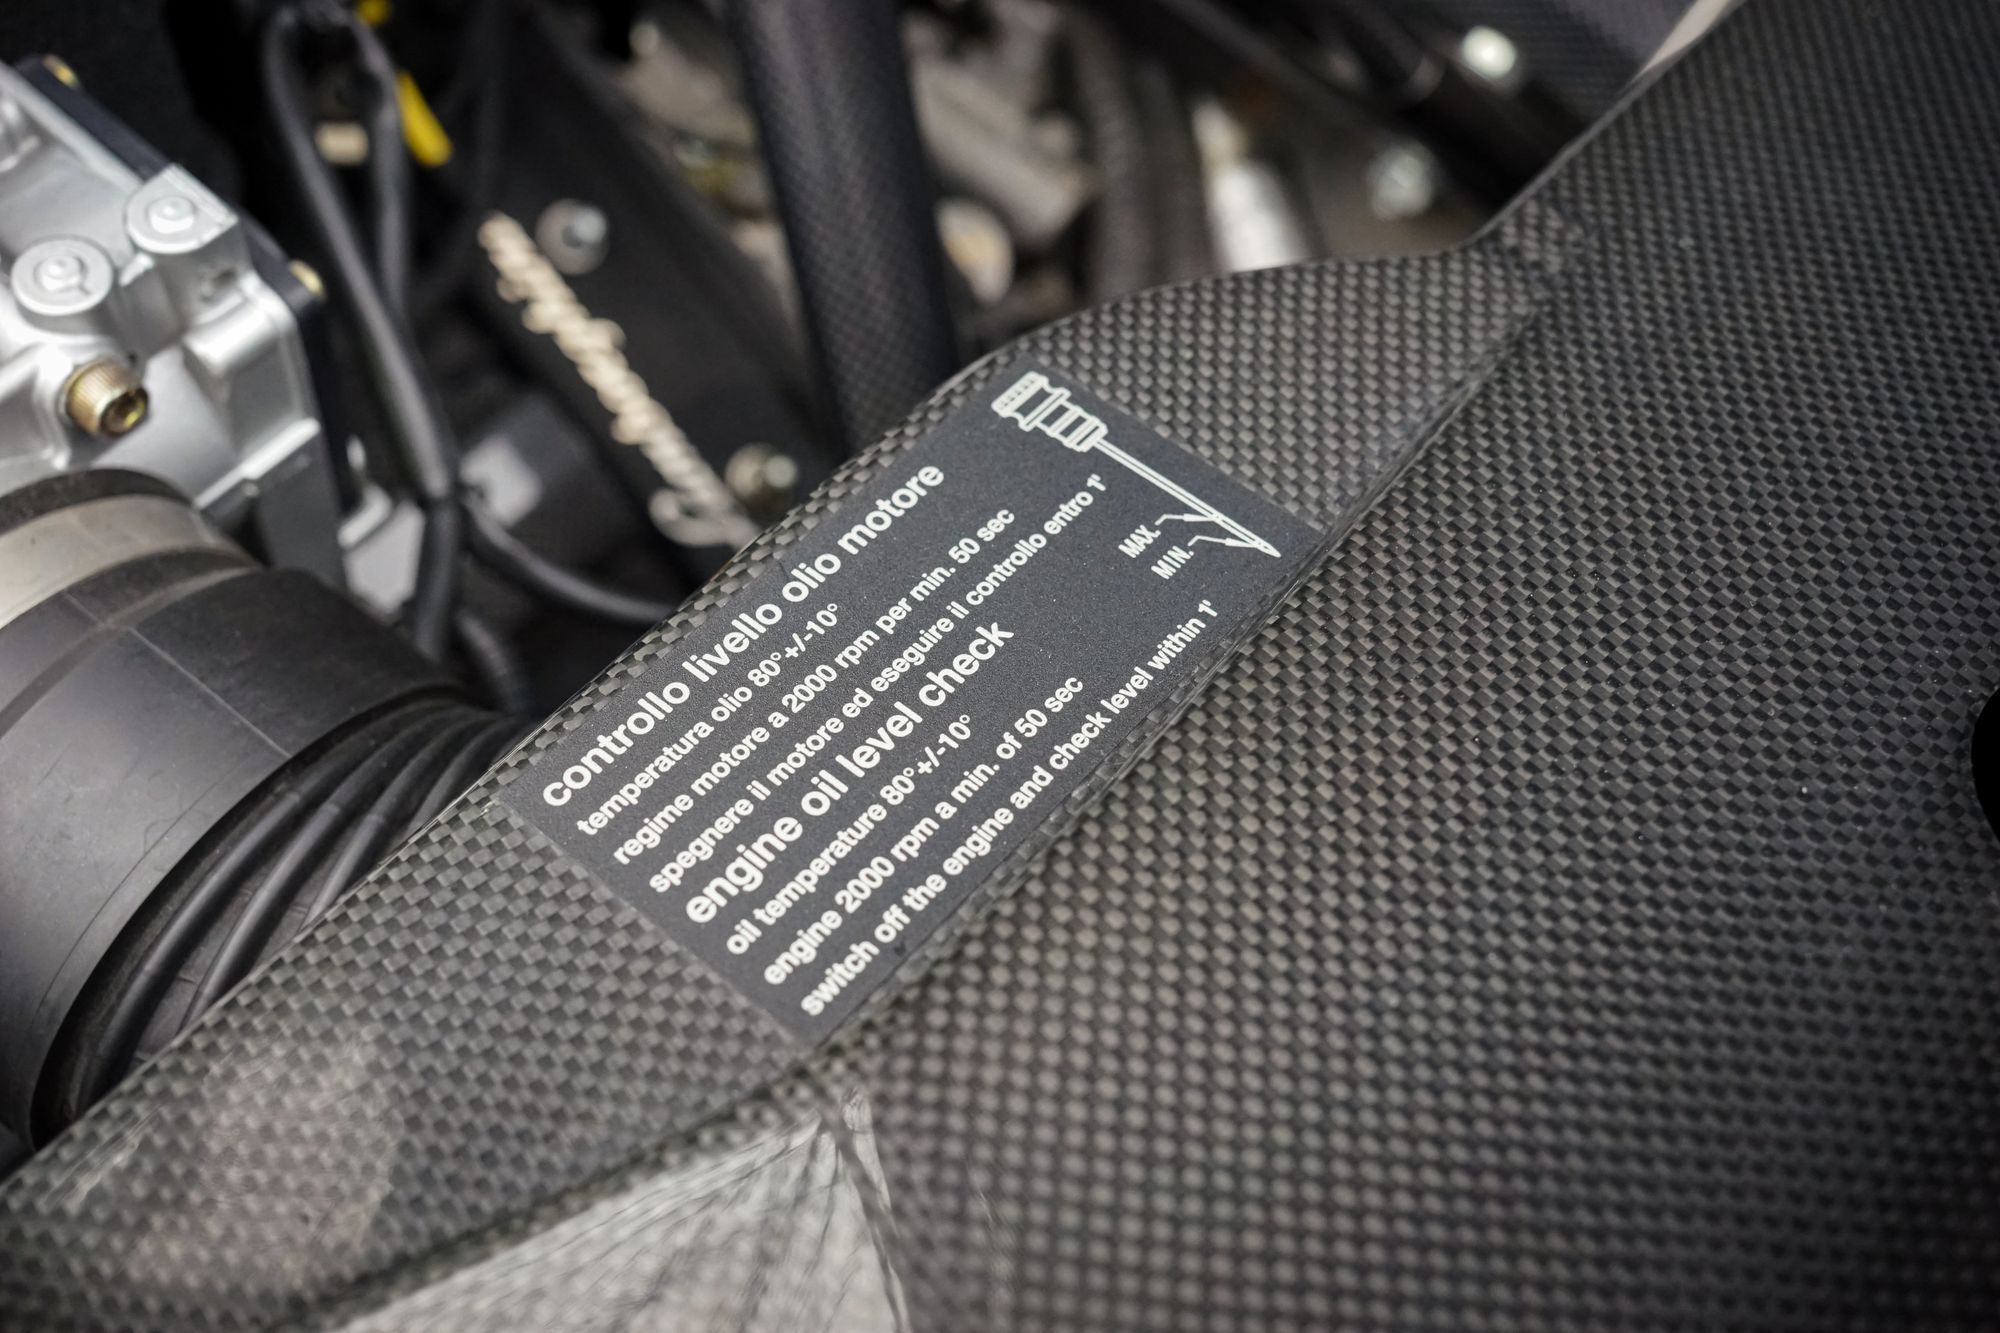 controllo livello olio motore
temperatura olio 80°+/-10°
regime motore a 2000 rpm per min. 50 sec
spegnere il motore ed eseguire il controllo entro 1'
engine oil level check
oil temperature 80°+/-10°
engine 2000 rpm a min. of 50 sec
switch off the engine and check level within 1'
MAX.
MIN.